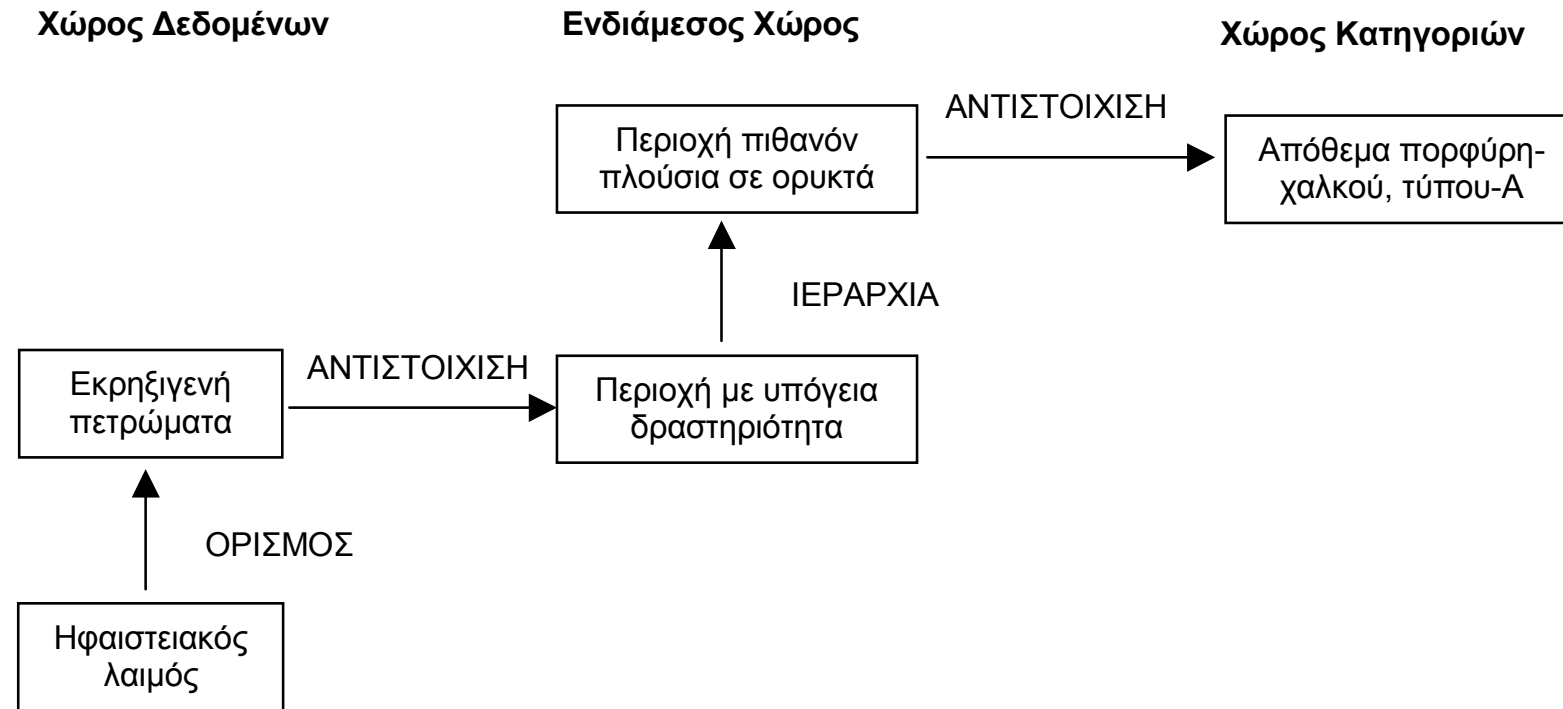 Χώρος Δεδομένων
Ενδιάμεσος Χώρος
Χώρος Κατηγοριών
ΑΝΤΙΣΤΟΙΧΙΣΗ
Περιοχή πιθανόν
πλούσια σε ορυκτά
Απόθεμα πορφύρη-
χαλκού, τύπου-Α
ΙΕΡΑΡΧΙΑ
Εκρηξιγενή
πετρώματα
ΑΝΤΙΣΤΟΙΧΙΣΗ
Περιοχή με υπόγεια
δραστηριότητα
ΟΡΙΣΜΟΣ
Ηφαιστειακός
λαιμός